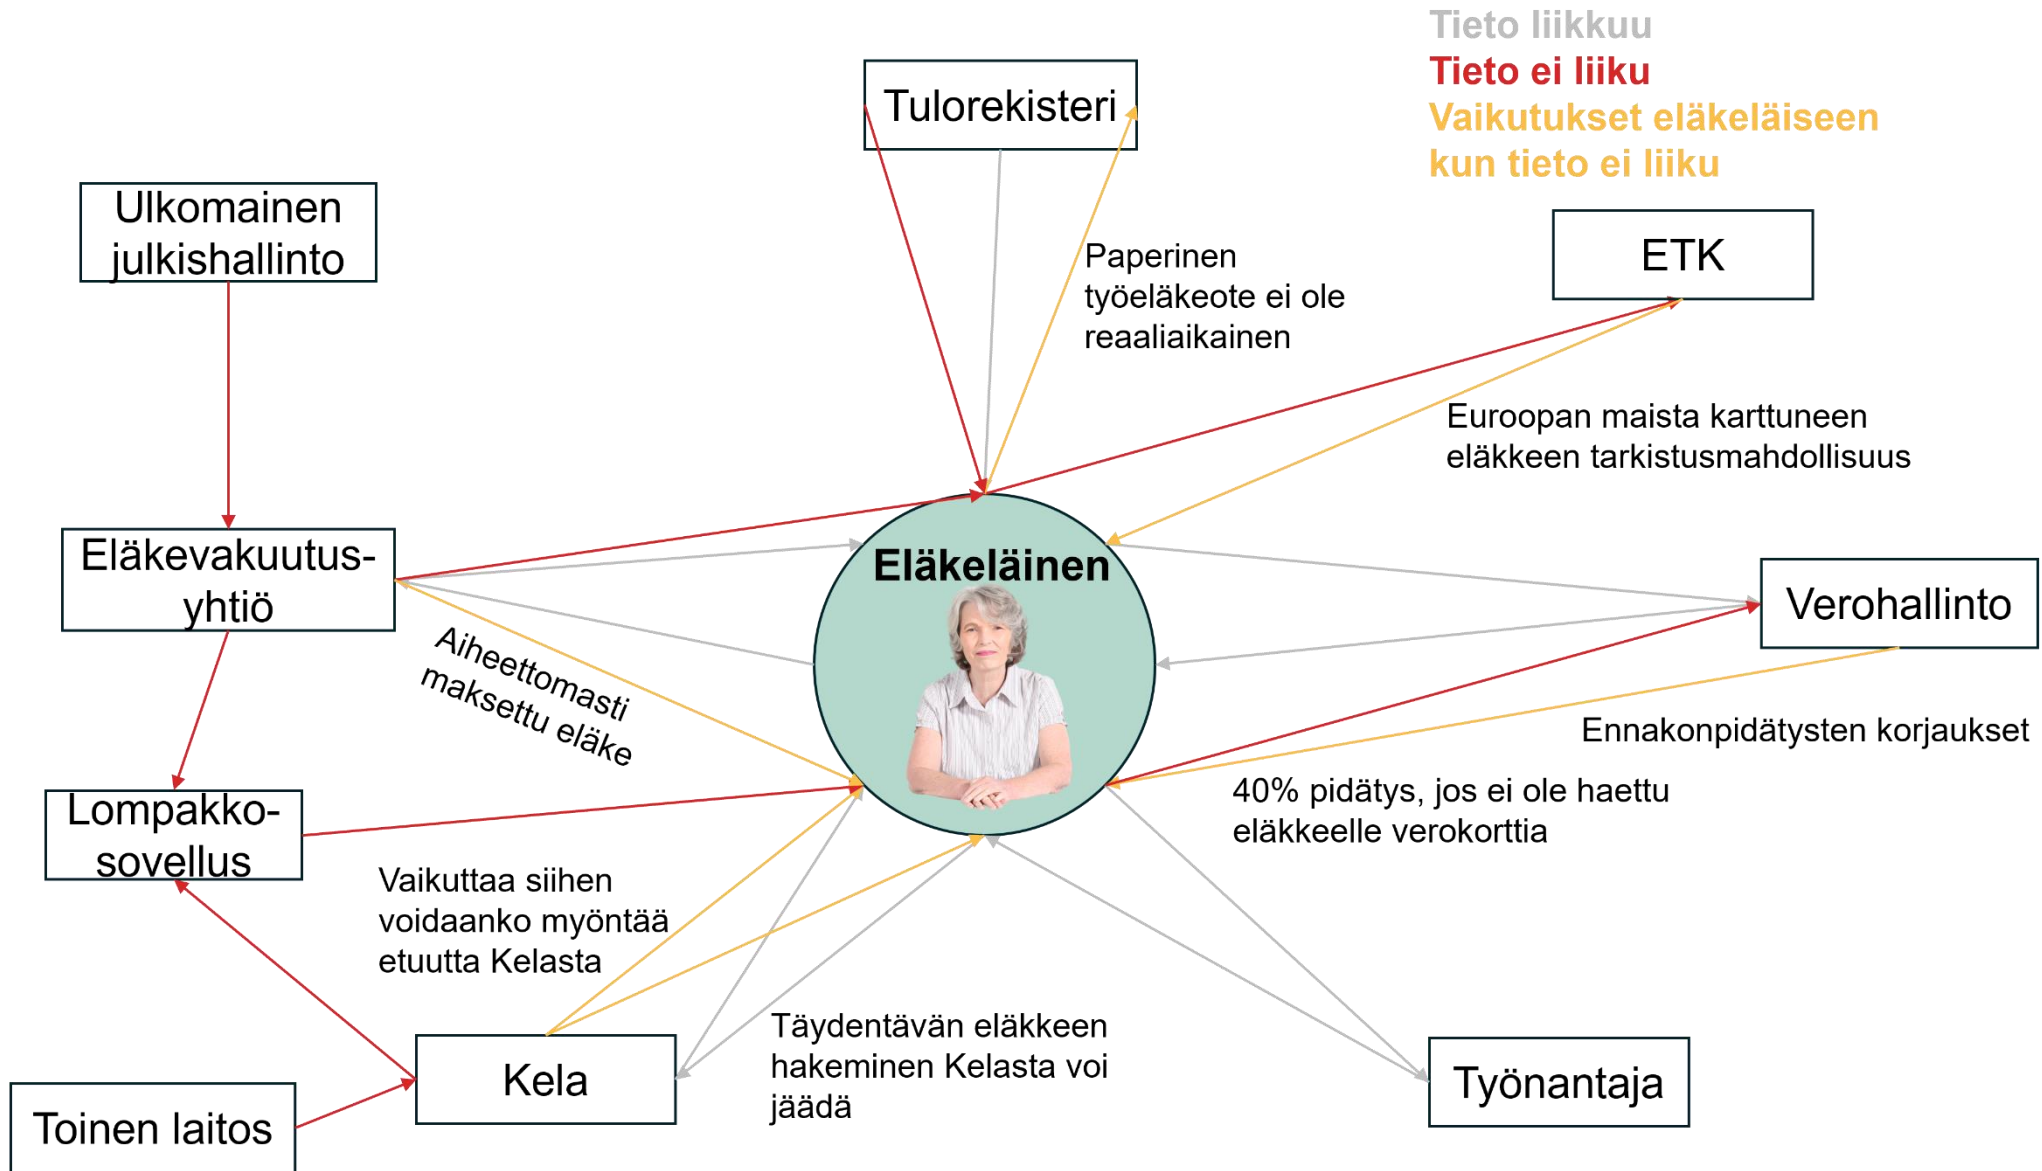 Tieto liikkuu
Tieto ei liiku
Vaikutukset eläkeläiseen
kun tieto ei liiku
Tulorekisteri
Ulkomainen
julkishallinto
ETK
Paperinen
työeläkeote ei ole
reaaliaikainen
Euroopan maista karttuneen
eläkkeen tarkistusmahdollisuus
Eläkevakuutus-
yhtiö
Eläkeläinen
Verohallinto
Aiheettomasti
maksettu eläke
Ennakonpidätysten korjaukset
40% pidätys, jos ei ole haettu
eläkkeelle verokorttia
Lompakko-
sovellus
Vaikuttaa siihen
voidaanko myöntää
etuutta Kelasta
Täydentävän eläkkeen
hakeminen Kelasta voi
jäädä
Kela
Työnantaja
Toinen laitos